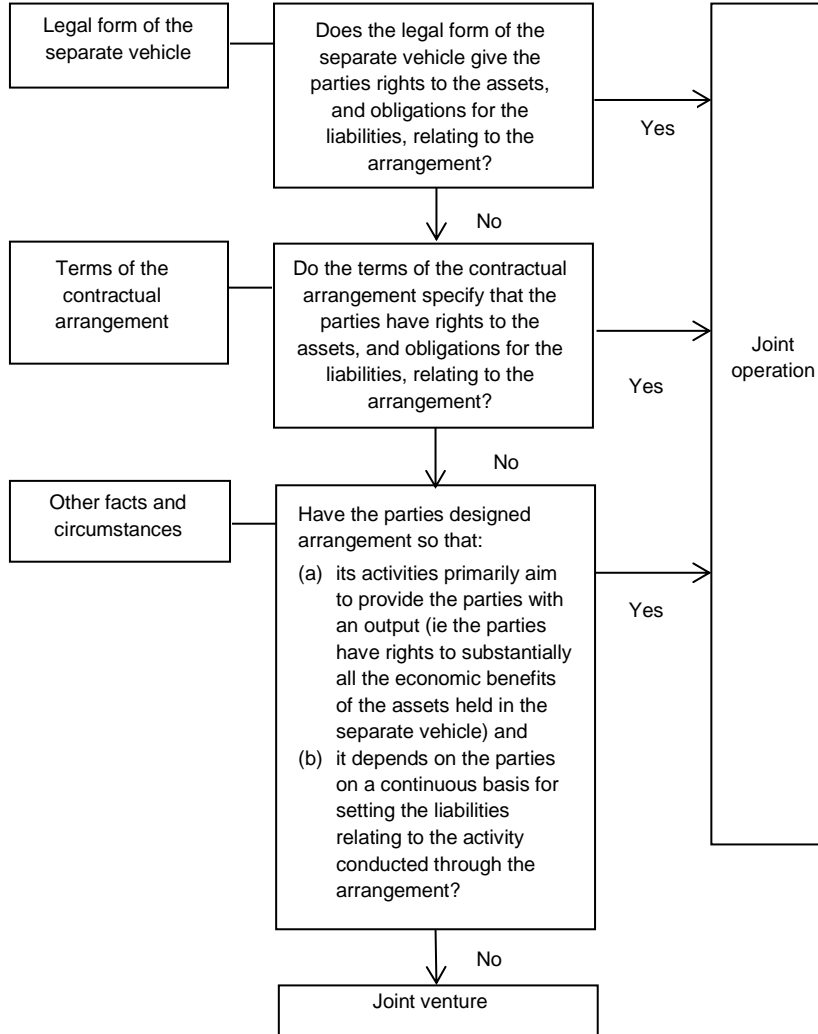 Legal form of the
separate vehicle
Does the legal form of the
separate vehicle give the
parties rights to the assets,
and obligations for the
liabilities, relating to the
arrangement?
Yes
No
Terms of the
contractual
arrangement
Do the terms of the contractual
arrangement specify that the
parties have rights to the
assets, and obligations for the
liabilities, relating to the
arrangement?
Yes
Joint
operation
No
Other facts and
circumstances
Have the parties designed
arrangement so that:
(a) its activities primarily aim
to provide the parties with
an output (ie the parties
have rights to substantially
all the economic benefits
of the assets held in the
separate vehicle) and
(b) it depends on the parties
on a continuous basis for
setting the liabilities
relating to the activity
conducted through the
arrangement?
Yes
No
Joint venture